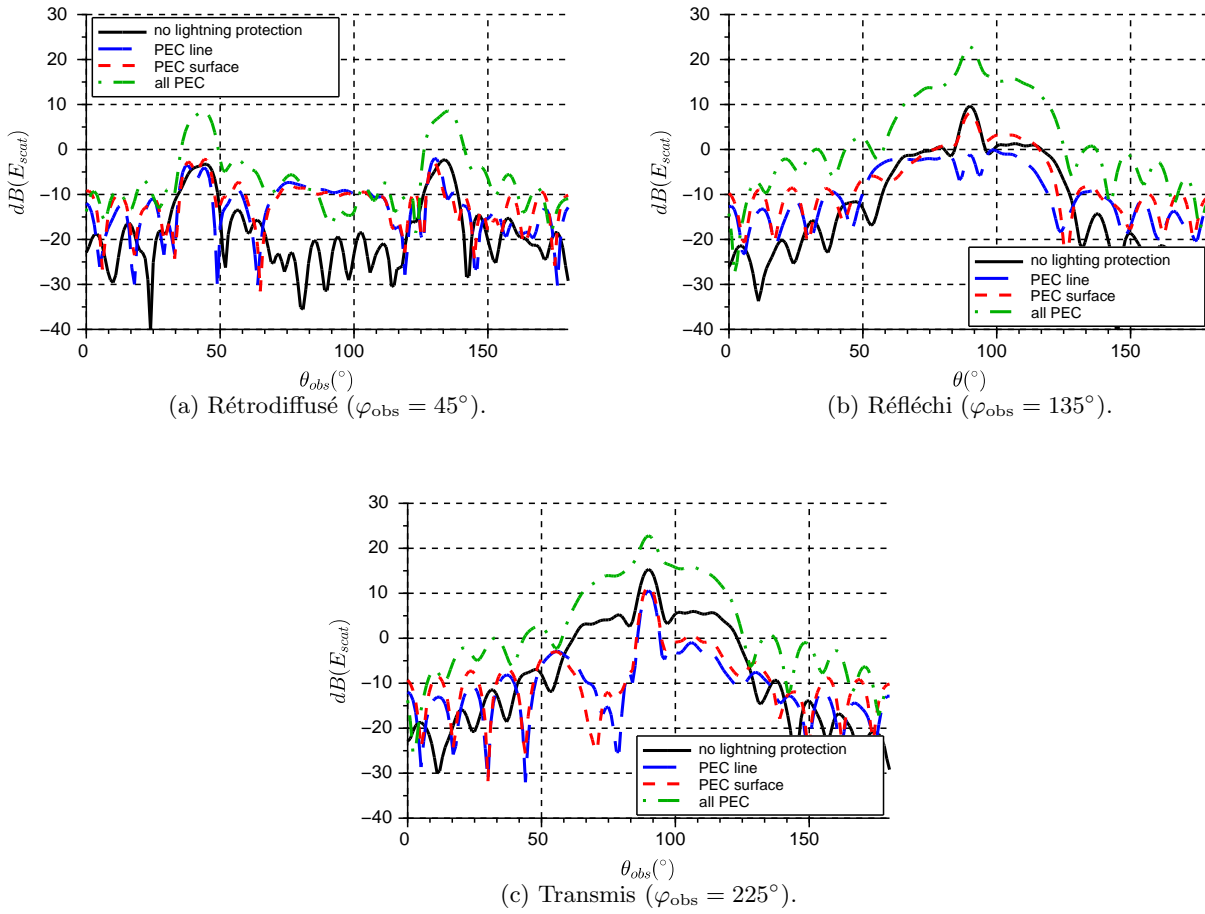 30
20
10
0
−10
−20
−30
−40
0
50
100
150
dB(E_scat)
θ_obs(°)
no lightning protection
PEC line
PEC surface
all PEC
(a) Rétrodiffusé (φ_obs = 45°).
30
20
10
0
−10
−20
−30
−40
0
50
100
150
dB(E_scat)
θ(°)
no lighting protection
PEC line
PEC surface
all PEC
(b) Réfléchi (φ_obs = 135°).
30
20
10
0
−10
−20
−30
−40
0
50
100
150
dB(E_scat)
θ_obs(°)
no lightning protection
PEC line
PEC surface
all PEC
(c) Transmis (φ_obs = 225°).